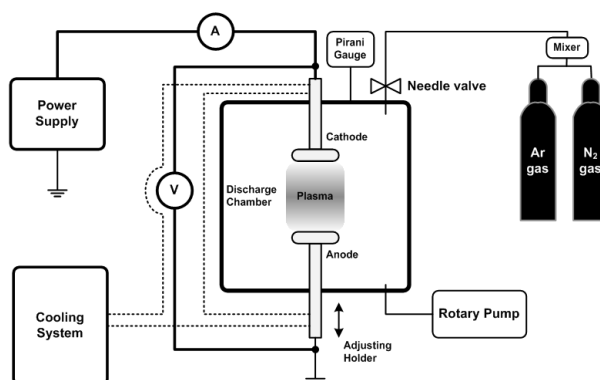 A
Pirani
Gauge
Mixer
Power
Supply
Needle valve
Cathode
Ar
gas
N2
gas
Discharge
Chamber
Plasma
V
Anode
Cooling
System
Rotary Pump
Adjusting
Holder